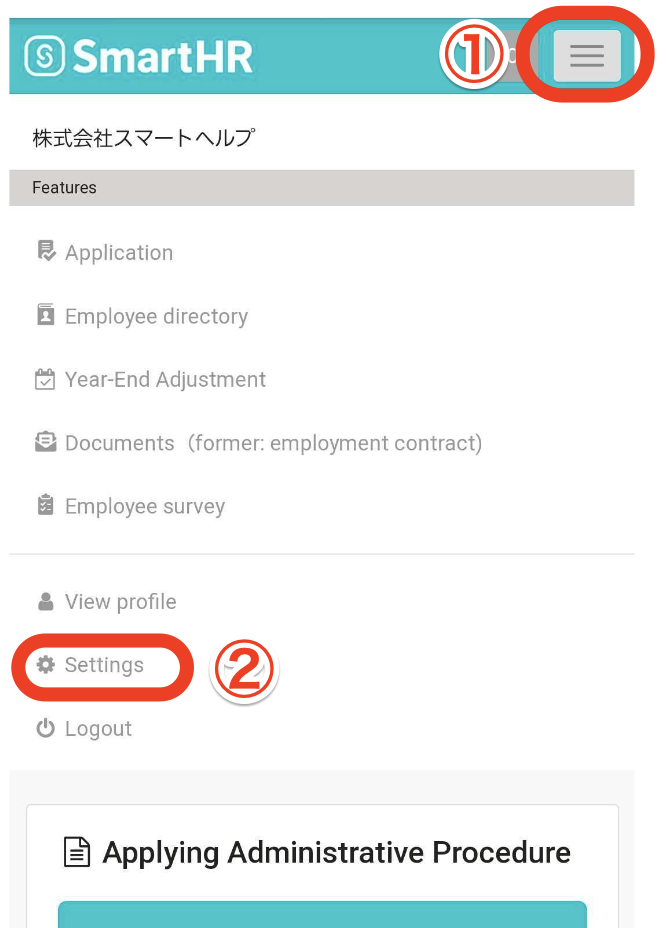 SmartHR
①
株式会社スマートヘルプ
Features
Application
Employee directory
Year-End Adjustment
Documents（former: employment contract)
Employee survey
View profile
Settings
②
Logout
Applying Administrative Procedure